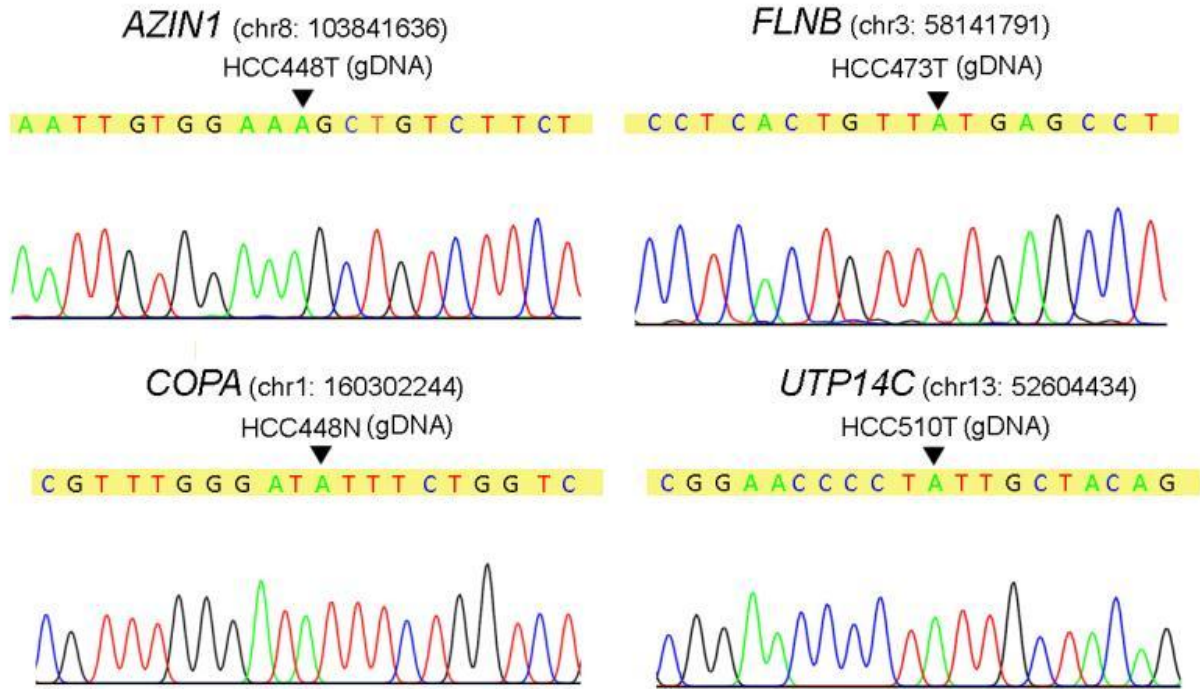 AZIN1 (chr8: 103841636)
HCC448T (gDNA)
A A T T G T G G A A A G C T G T C T T C T
FLNB (chr3: 58141791)
HCC473T (gDNA)
C C T C A C T G T T A T G A G C C T
COPA (chr1: 160302244)
HCC448N (gDNA)
C G T T T G G G A T A T T T C T G G T C
UTP14C (chr13: 52604434)
HCC510T (gDNA)
C G G A A C C C C T A T T G C T A C A G